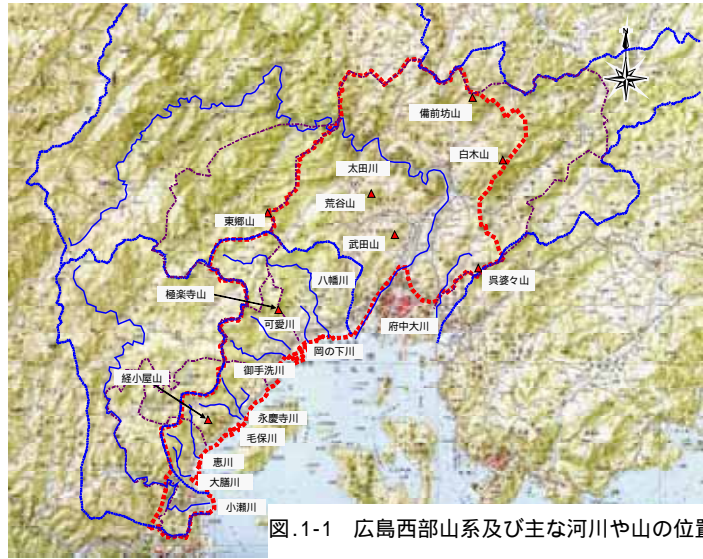 N
備前坊山
白木山
太田川
荒谷山
東郷山
武田山
呉婆々山
八幡川
極楽寺山
可愛川
府中大川
岡の下川
御手洗川
経小屋山
永慶寺川
毛保川
恵川
大膳川
小瀬川
図.1-1 広島西部山系及び主な河川や山の位置